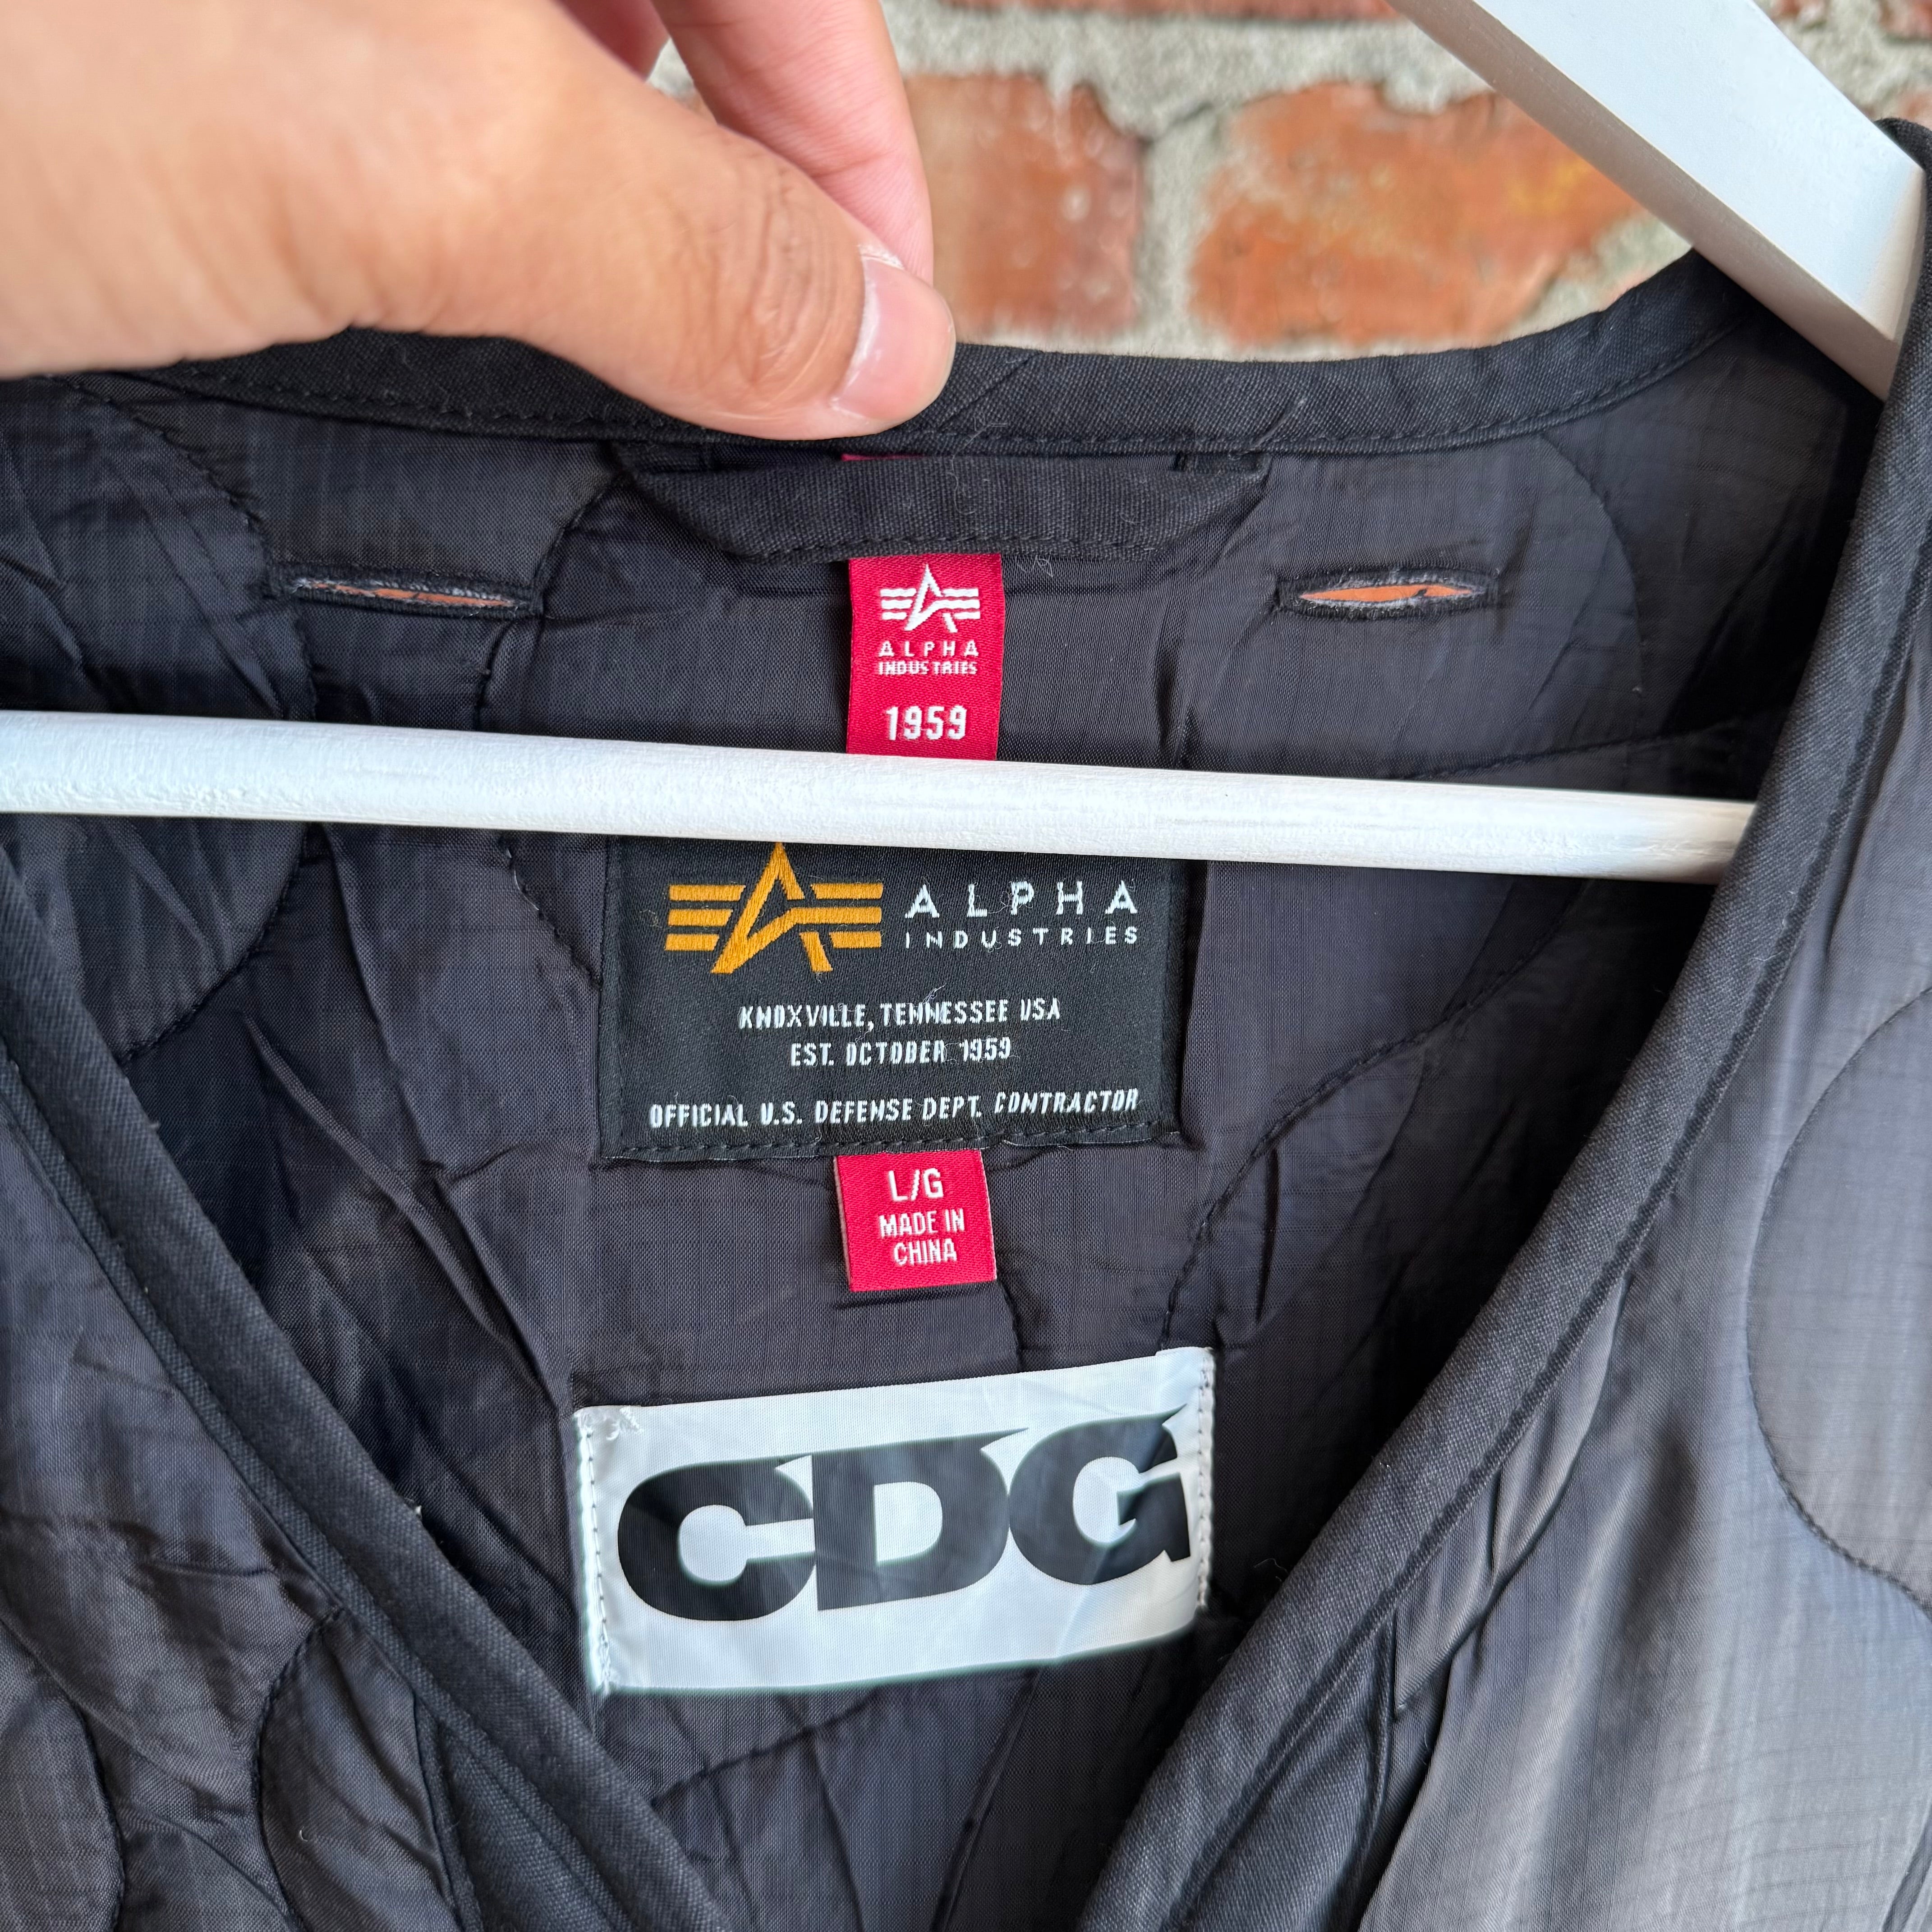 ALPHA
INDUSTRIES
1959
ALPHA
INDUSTRIES
KNOXVILLE, TENNESSEE USA
EST. OCTOBER 1959
OFFICIAL U.S. DEFENSE DEPT. CONTRACTOR
L/G
MADE IN
CHINA
CDG